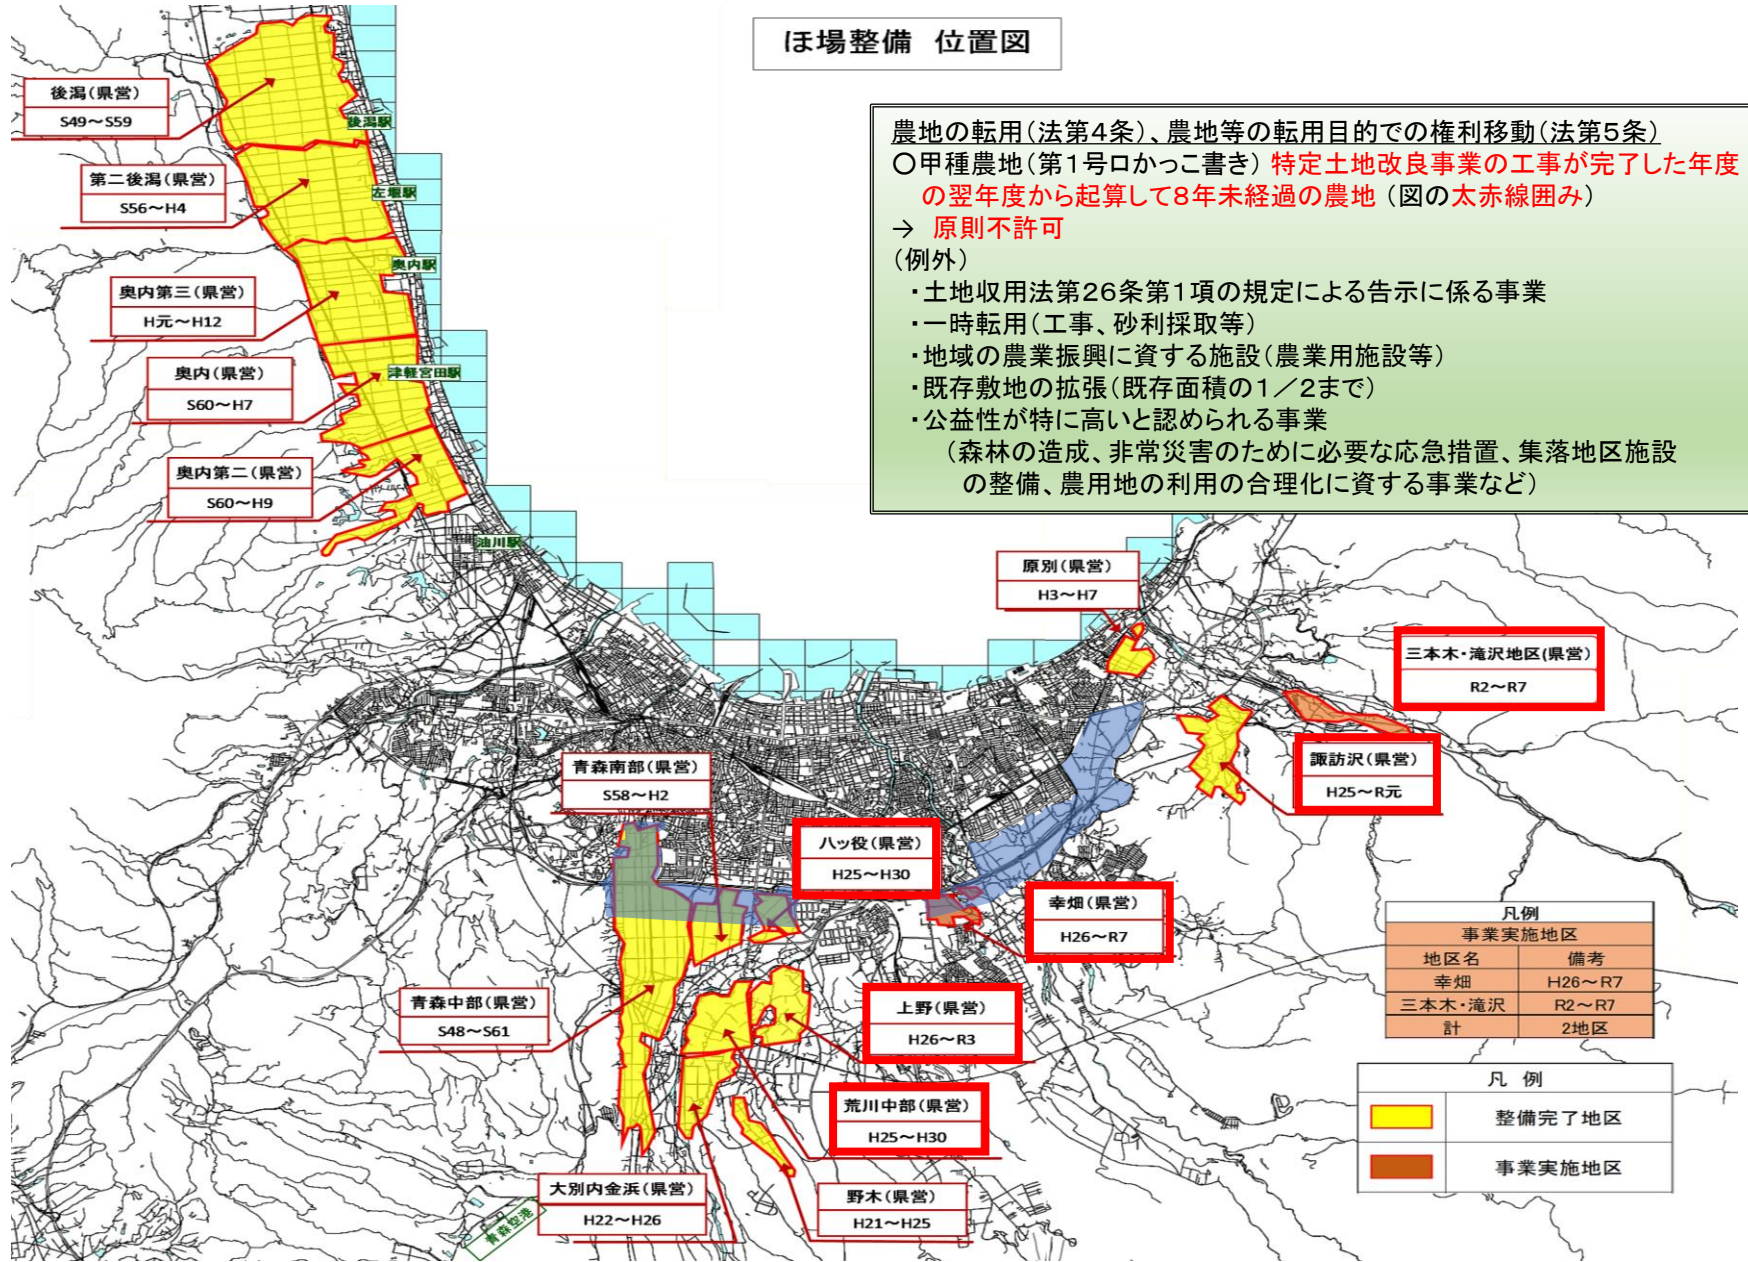 ほ場整備 位置図
農地の転用(法第4条)、農地等の転用目的での権利移動(法第5条)
○甲種農地(第1号ロかっこ書き) 特定土地改良事業の工事が完了した年度
の翌年度から起算して8年未経過の農地 (図の太赤線囲み)
→ 原則不許可
(例外)
・土地収用法第26条第1項の規定による告示に係る事業
・一時転用(工事、砂利採取等)
・地域の農業振興に資する施設(農業用施設等)
・既存敷地の拡張(既存面積の1/2まで)
・公益性が特に高いと認められる事業
(森林の造成、非常災害のために必要な応急措置、集落地区施設
の整備、農用地の利用の合理化に資する事業など)
後潟(県営)
S49~S59
後潟駅
第二後潟(県営)
S56~H4
左堰駅
奥内駅
奥内第三(県営)
H元~H12
奥内(県営)
S60~H7
津軽宮田駅
奥内第二(県営)
S60~H9
油川駅
原別(県営)
H3~H7
三本木・滝沢地区(県営)
R2~R7
諏訪沢(県営)
H25~R元
青森南部(県営)
S58~H2
八ッ役(県営)
H25~H30
幸畑(県営)
H26~R7
青森中部(県営)
S48~S61
上野(県営)
H26~R3
荒川中部(県営)
H25~H30
大別内金浜(県営)
H22~H26
野木(県営)
H21~H25
青森空港
凡例
事業実施地区
地区名 備考
幸畑 H26~R7
三本木・滝沢 R2~R7
計 2地区
凡 例
整備完了地区
事業実施地区